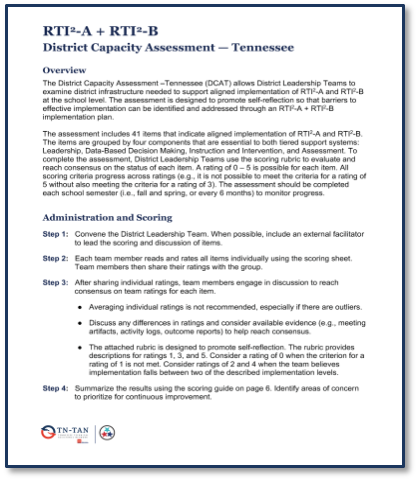 RTI²-A + RTI²-B
District Capacity Assessment — Tennessee
Overview
The District Capacity Assessment –Tennessee (DCAT) allows District Leadership Teams to
examine district infrastructure needed to support aligned implementation of RTI²-A and RTI²-B
at the school level. The assessment is designed to promote self-reflection so that barriers to
effective implementation can be identified and addressed through an RTI²-A + RTI²-B
implementation plan.
The assessment includes 41 items that indicate aligned implementation of RTI²-A and RTI²-B.
The items are grouped by four components that are essential to both tiered support systems:
Leadership, Data-Based Decision Making, Instruction and Intervention, and Assessment. To
complete the assessment, District Leadership Teams use the scoring rubric to evaluate and
reach consensus on the status of each item. A rating of 0 – 5 is possible for each item. All
scoring criteria progress across ratings (e.g., it is not possible to meet the criteria for a rating of
5 without also meeting the criteria for a rating of 3). The assessment should be completed
each school semester (i.e., fall and spring, or every 6 months) to monitor progress.
Administration and Scoring
Step 1: Convene the District Leadership Team. When possible, include an external facilitator
to lead the scoring and discussion of items.
Step 2: Each team member reads and rates all items individually using the scoring sheet.
Team members then share their ratings with the group.
Step 3: After sharing individual ratings, team members engage in discussion to reach
consensus on team ratings for each item.
• Averaging individual ratings is not recommended, especially if there are outliers.
• Discuss any differences in ratings and consider available evidence (e.g., meeting
artifacts, activity logs, outcome reports) to help reach consensus.
• The attached rubric is designed to promote self-reflection. The rubric provides
descriptions for ratings 1, 3, and 5. Consider a rating of 0 when the criterion for a
rating of 1 is not met. Consider ratings of 2 and 4 when the team believes
implementation falls between two of the described implementation levels.
Step 4: Summarize the results using the scoring guide on page 6. Identify areas of concern
to prioritize for continuous improvement.
TN-TAN